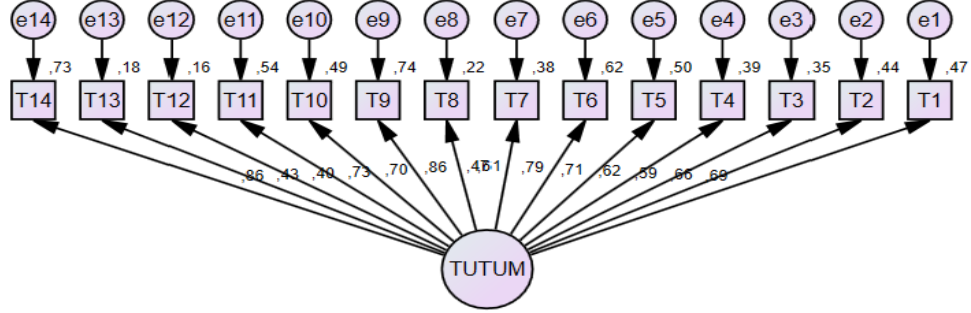 e14 e13 e12 e11 e10 e9 e8 e7 e6 e5 e4 e3 e2 e1
,73 ,18 ,16 ,54 ,49 ,74 ,22 ,38 ,62 ,50 ,39 ,35 ,44 ,47
T14 T13 T12 T11 T10 T9 T8 T7 T6 T5 T4 T3 T2 T1
,86 ,43 ,40 ,73 ,70 ,86 ,46 ,61 ,79 ,71 ,62 ,59 ,66 ,69
TUTUM